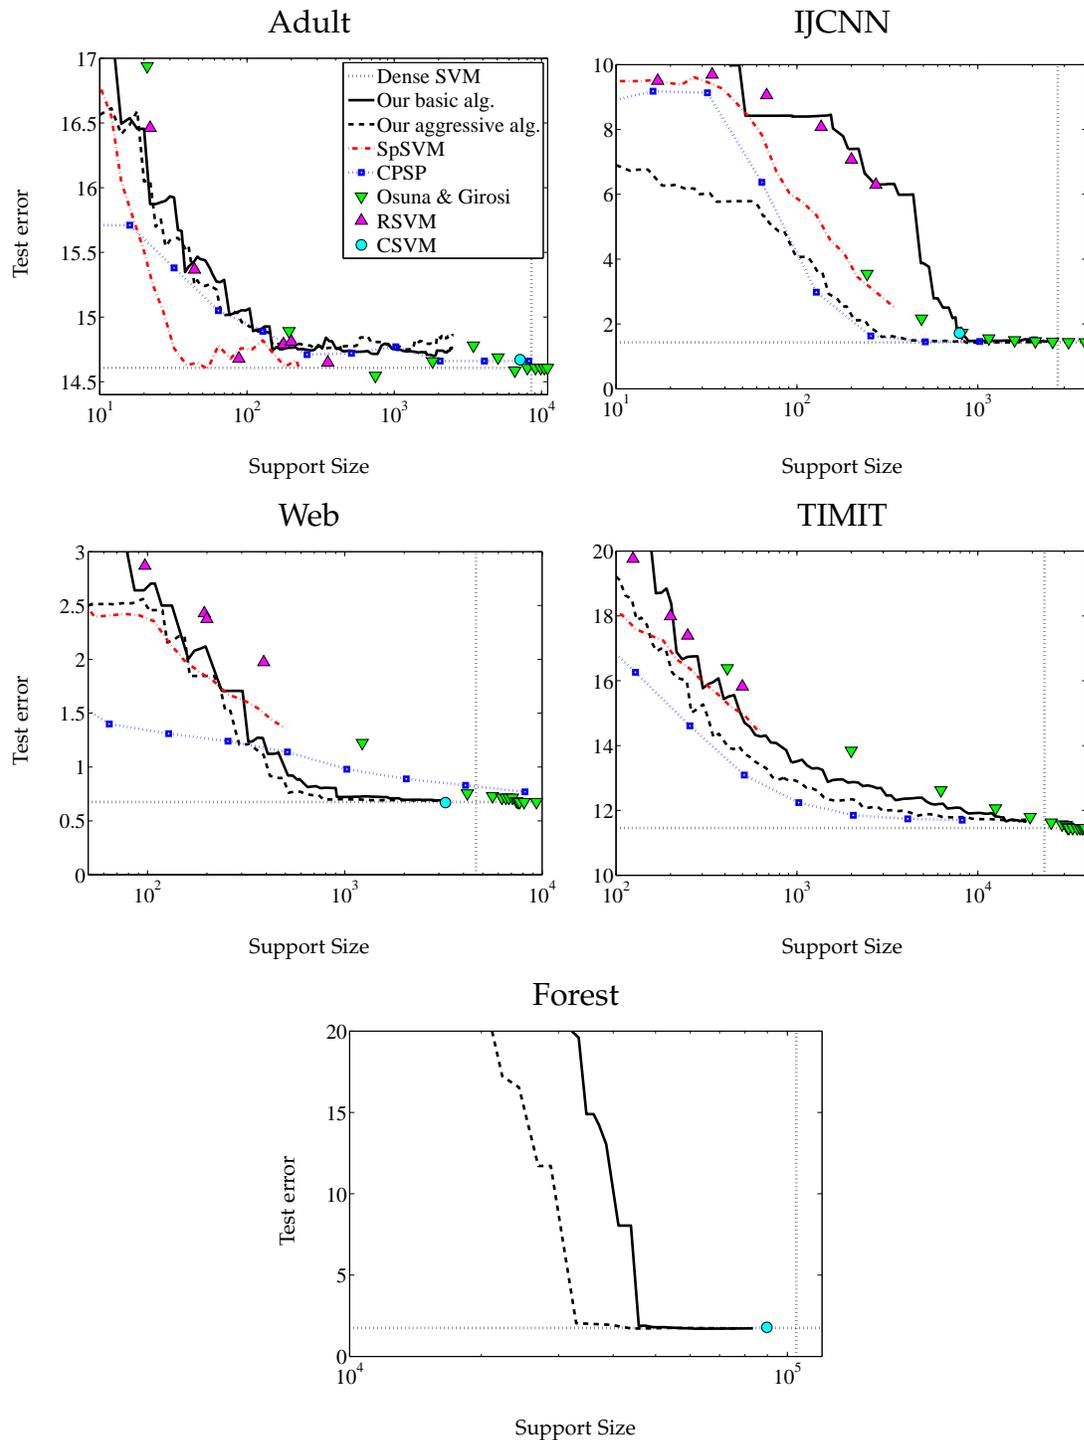 Adult
17
16.5
16
15.5
15
14.5
10^1
10^2
10^3
10^4
Test error
Support Size
Dense SVM
Our basic alg.
Our aggressive alg.
SpSVM
CPSP
Osuna & Girosi
RSVM
CSVM
IJCNN
10
8
6
4
2
0
10^1
10^2
10^3
Support Size
Web
3
2.5
2
1.5
1
0.5
0
10^2
10^3
10^4
Test error
Support Size
TIMIT
20
18
16
14
12
10
10^2
10^3
10^4
Support Size
Forest
20
15
10
5
0
10^4
10^5
Test error
Support Size